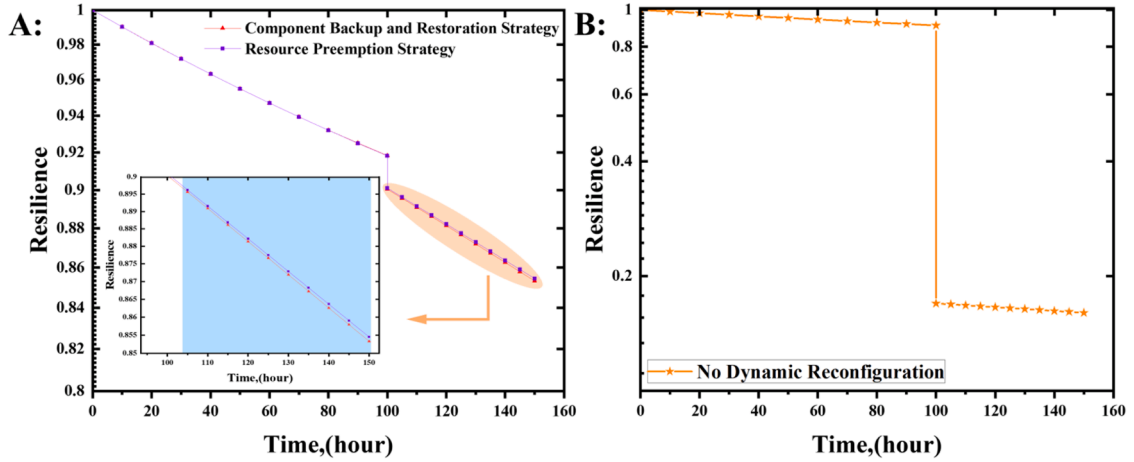 A:
Component Backup and Restoration Strategy
Resource Preemption Strategy
Resilience
1
0.98
0.96
0.94
0.92
0.9
0.88
0.86
0.84
0.82
0.8
0 20 40 60 80 100 120 140 160
Time,(hour)
Resilience
0.9
0.895
0.89
0.885
0.88
0.875
0.87
0.865
0.86
0.855
0.85
100 110 120 130 140 150
Time,(hour)
B:
Resilience
1
0.8
0.6
0.4
0.2
No Dynamic Reconfiguration
0 20 40 60 80 100 120 140 160
Time,(hour)